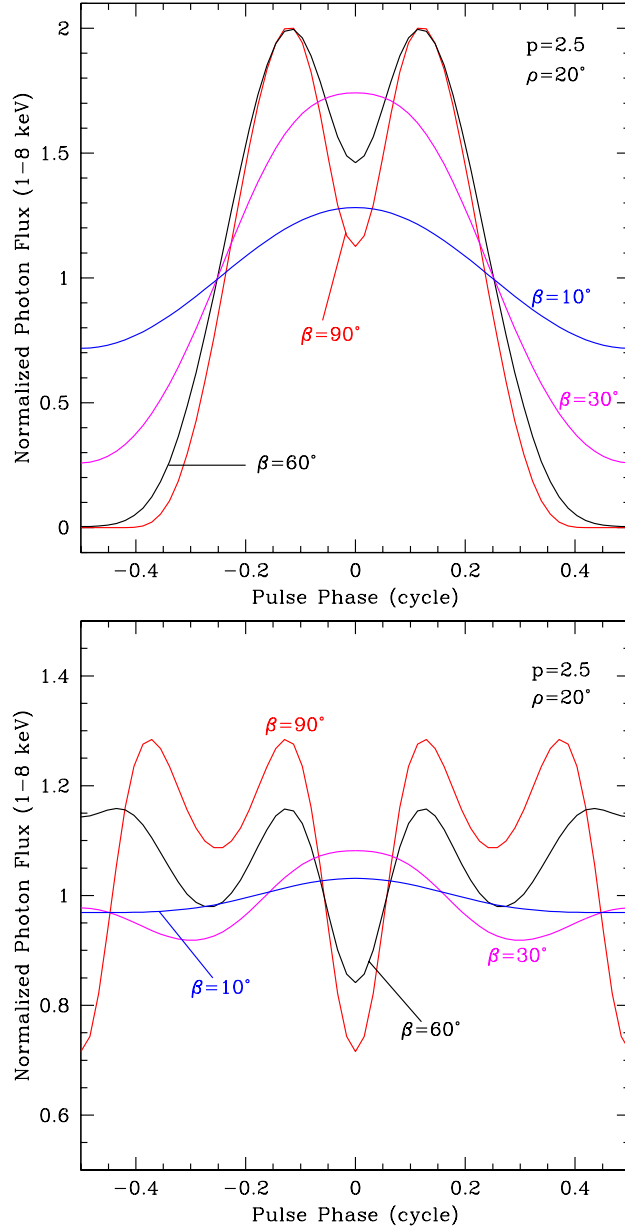 p=2.5
ρ=20°
β=10°
β=90°
β=30°
β=60°
2
1.5
1
0.5
0
−0.4
−0.2
0
0.2
0.4
Normalized Photon Flux (1−8 keV)
Pulse Phase (cycle)
p=2.5
ρ=20°
β=90°
β=30°
β=10°
β=60°
1.4
1.2
1
0.8
0.6
−0.4
−0.2
0
0.2
0.4
Normalized Photon Flux (1−8 keV)
Pulse Phase (cycle)